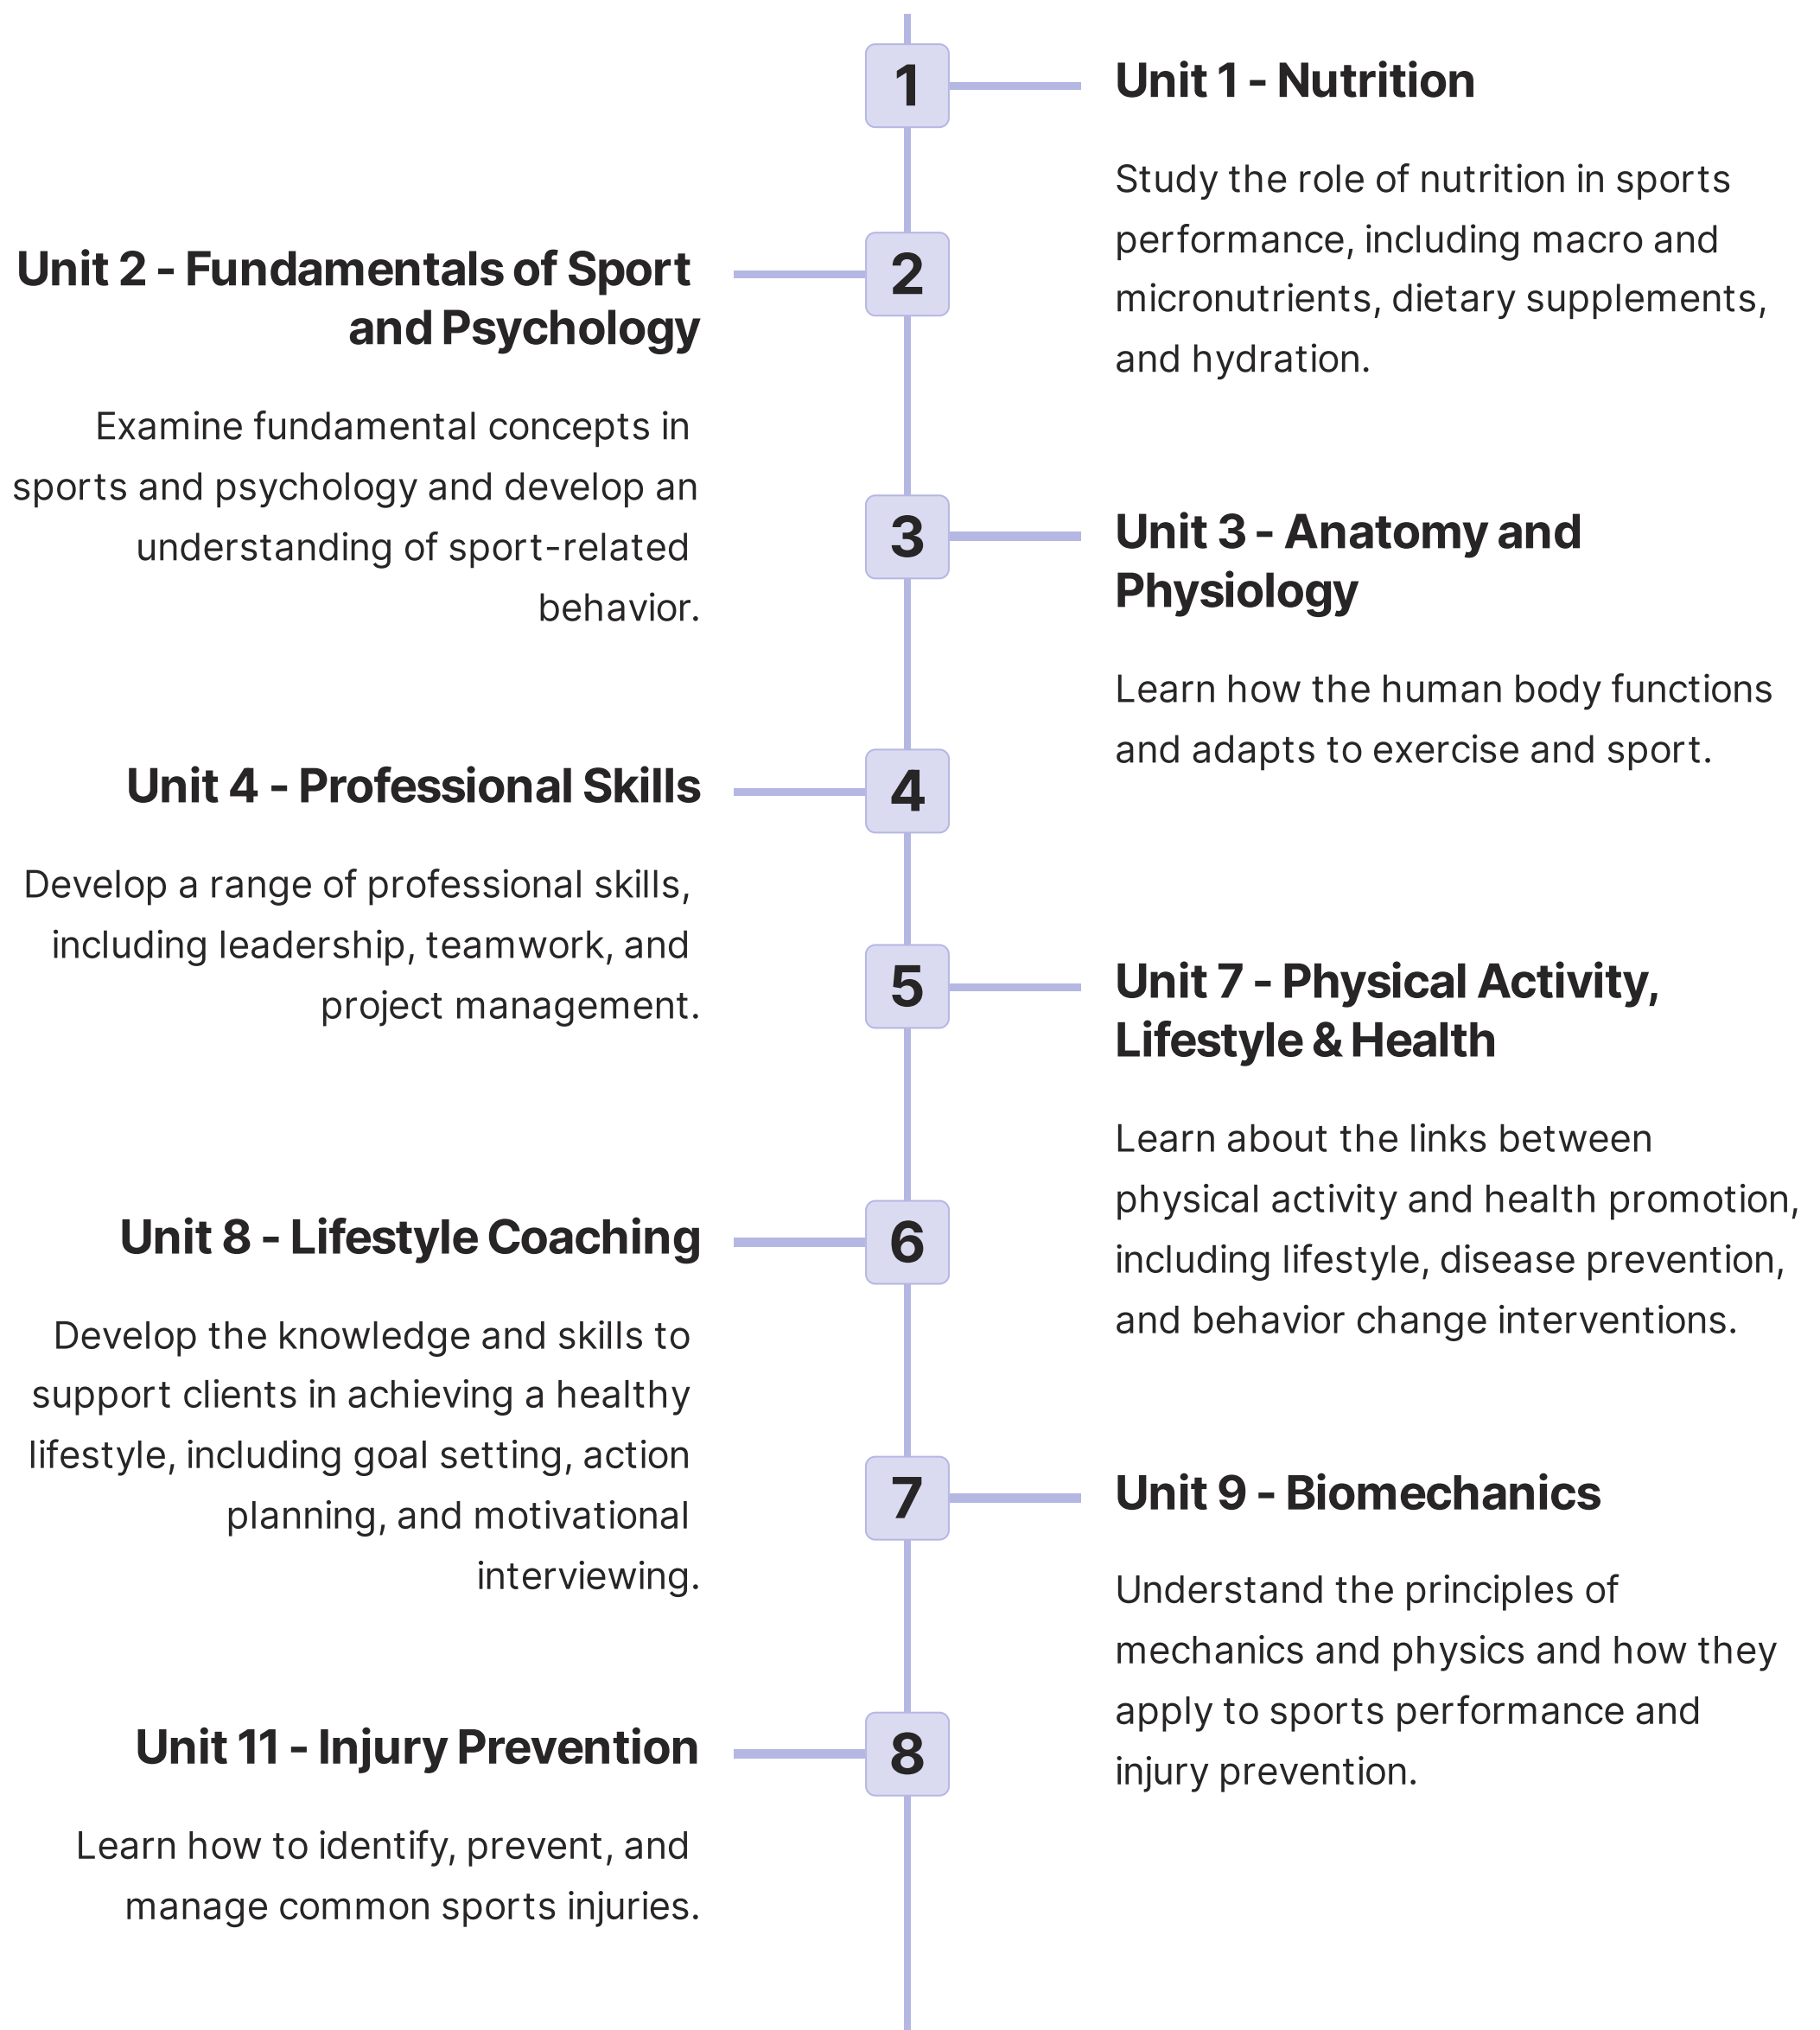 1
Unit 1 - Nutrition
Study the role of nutrition in sports
performance, including macro and
micronutrients, dietary supplements,
and hydration.
2
Unit 2 - Fundamentals of Sport
and Psychology
Examine fundamental concepts in
sports and psychology and develop an
understanding of sport-related
behavior.
3
Unit 3 - Anatomy and
Physiology
Learn how the human body functions
and adapts to exercise and sport.
4
Unit 4 - Professional Skills
Develop a range of professional skills,
including leadership, teamwork, and
project management.
5
Unit 7 - Physical Activity,
Lifestyle & Health
Learn about the links between
physical activity and health promotion,
including lifestyle, disease prevention,
and behavior change interventions.
6
Unit 8 - Lifestyle Coaching
Develop the knowledge and skills to
support clients in achieving a healthy
lifestyle, including goal setting, action
planning, and motivational
interviewing.
7
Unit 9 - Biomechanics
Understand the principles of
mechanics and physics and how they
apply to sports performance and
injury prevention.
8
Unit 11 - Injury Prevention
Learn how to identify, prevent, and
manage common sports injuries.